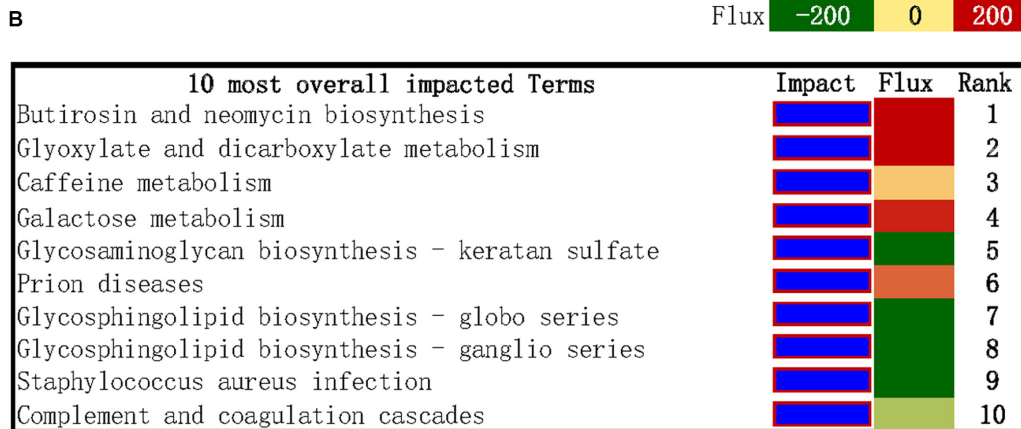 B
Flux -200 0 200
10 most overall impacted Terms Impact Flux Rank
Butirosin and neomycin biosynthesis 1
Glyoxylate and dicarboxylate metabolism 2
Caffeine metabolism 3
Galactose metabolism 4
Glycosaminoglycan biosynthesis - keratan sulfate 5
Prion diseases 6
Glycosphingolipid biosynthesis - globo series 7
Glycosphingolipid biosynthesis - ganglio series 8
Staphylococcus aureus infection 9
Complement and coagulation cascades 10